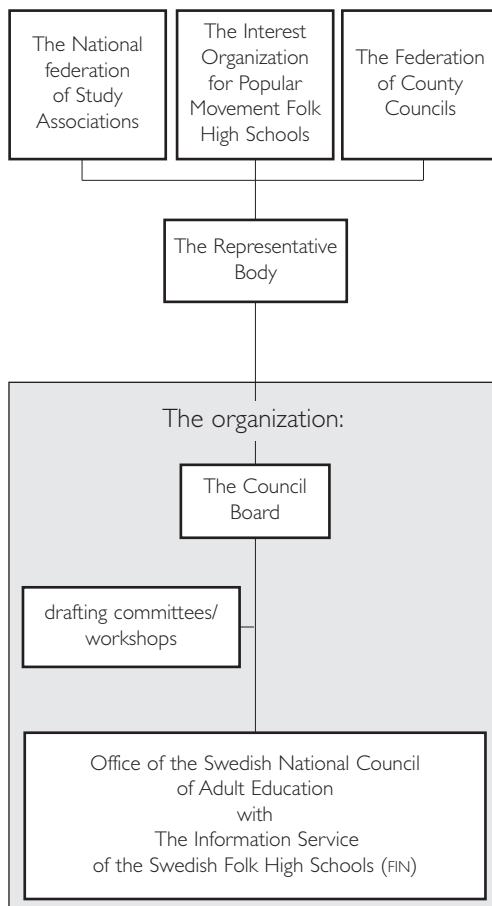 The National
federation
of Study
Associations
The Interest
Organization
for Popular
Movement Folk
High Schools
The Federation
of County
Councils
The Representative
Body
The organization:
The Council
Board
drafting committees/
workshops
Office of the Swedish National Council
of Adult Education
with
The Information Service
of the Swedish Folk High Schools (FIN)